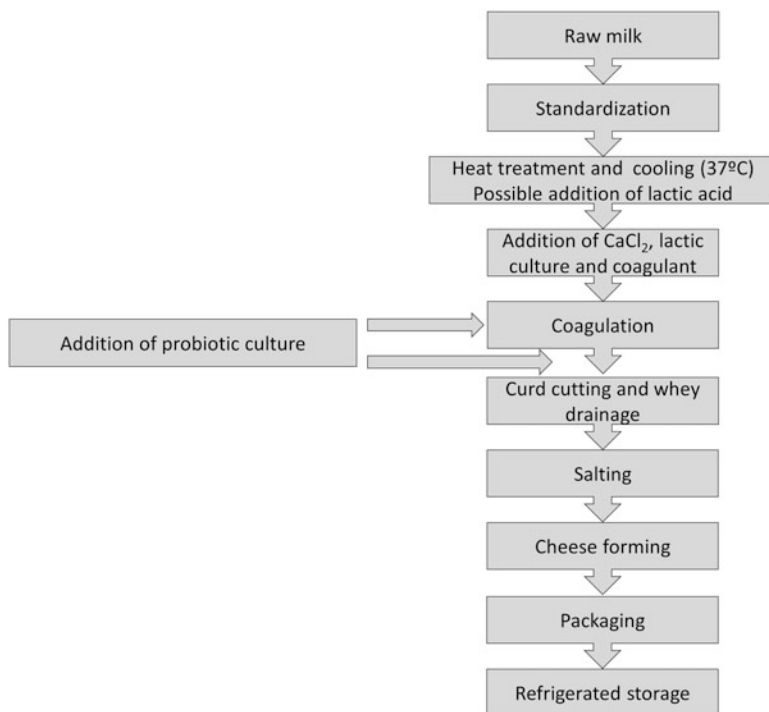 Raw milk
Standardization
Heat treatment and  cooling (37ºC)
Possible addition of lactic acid
Addition of CaCl₂, lactic
culture and coagulant
Addition of probiotic culture
Coagulation
Curd cutting and whey
drainage
Salting
Cheese forming
Packaging
Refrigerated storage